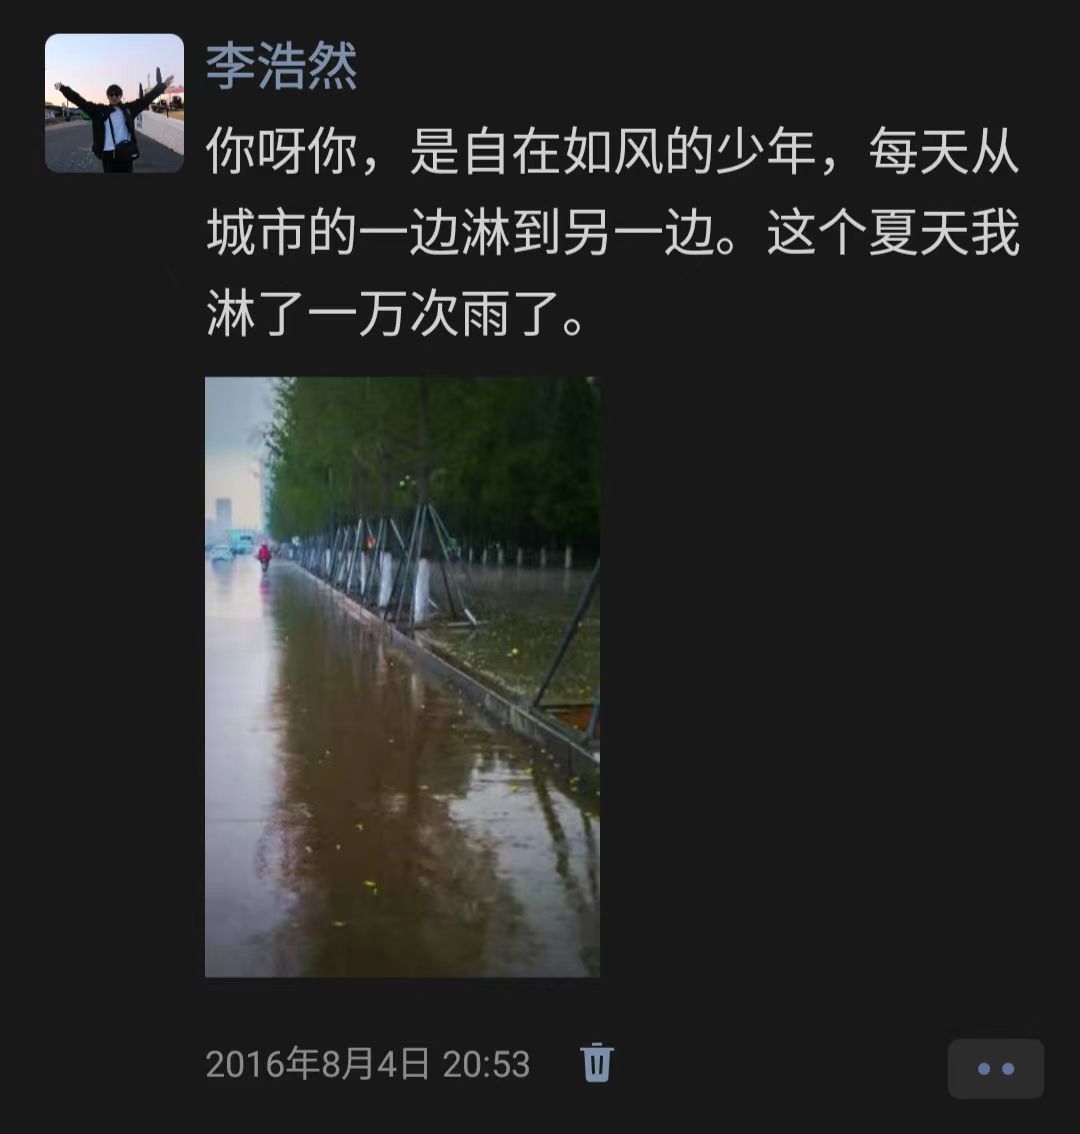 李浩然
你呀你，是自在如风的少年，每天从
城市的一边淋到另一边。这个夏天我
淋了一万次雨了。
2016年8月4日 20:53